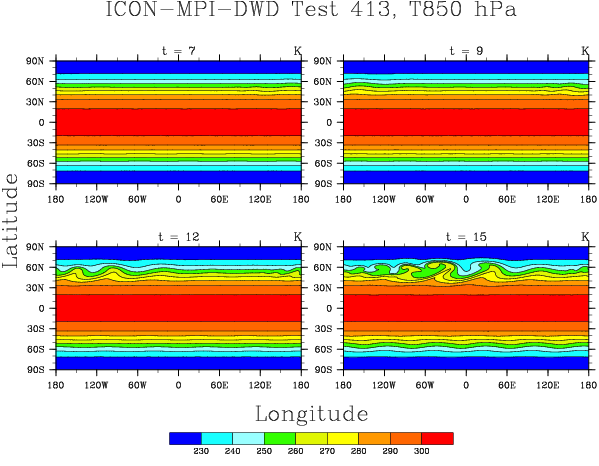 ICON-MPI-DWD Test 413, T850 hPa
t = 7 K
90N
60N
30N
0
30S
60S
90S
180 120W 60W 0 60E 120E 180
t = 9 K
90N
60N
30N
0
30S
60S
90S
180 120W 60W 0 60E 120E 180
Latitude
t = 12 K
90N
60N
30N
0
30S
60S
90S
180 120W 60W 0 60E 120E 180
t = 15 K
90N
60N
30N
0
30S
60S
90S
180 120W 60W 0 60E 120E 180
Longitude
230 240 250 260 270 280 290 300